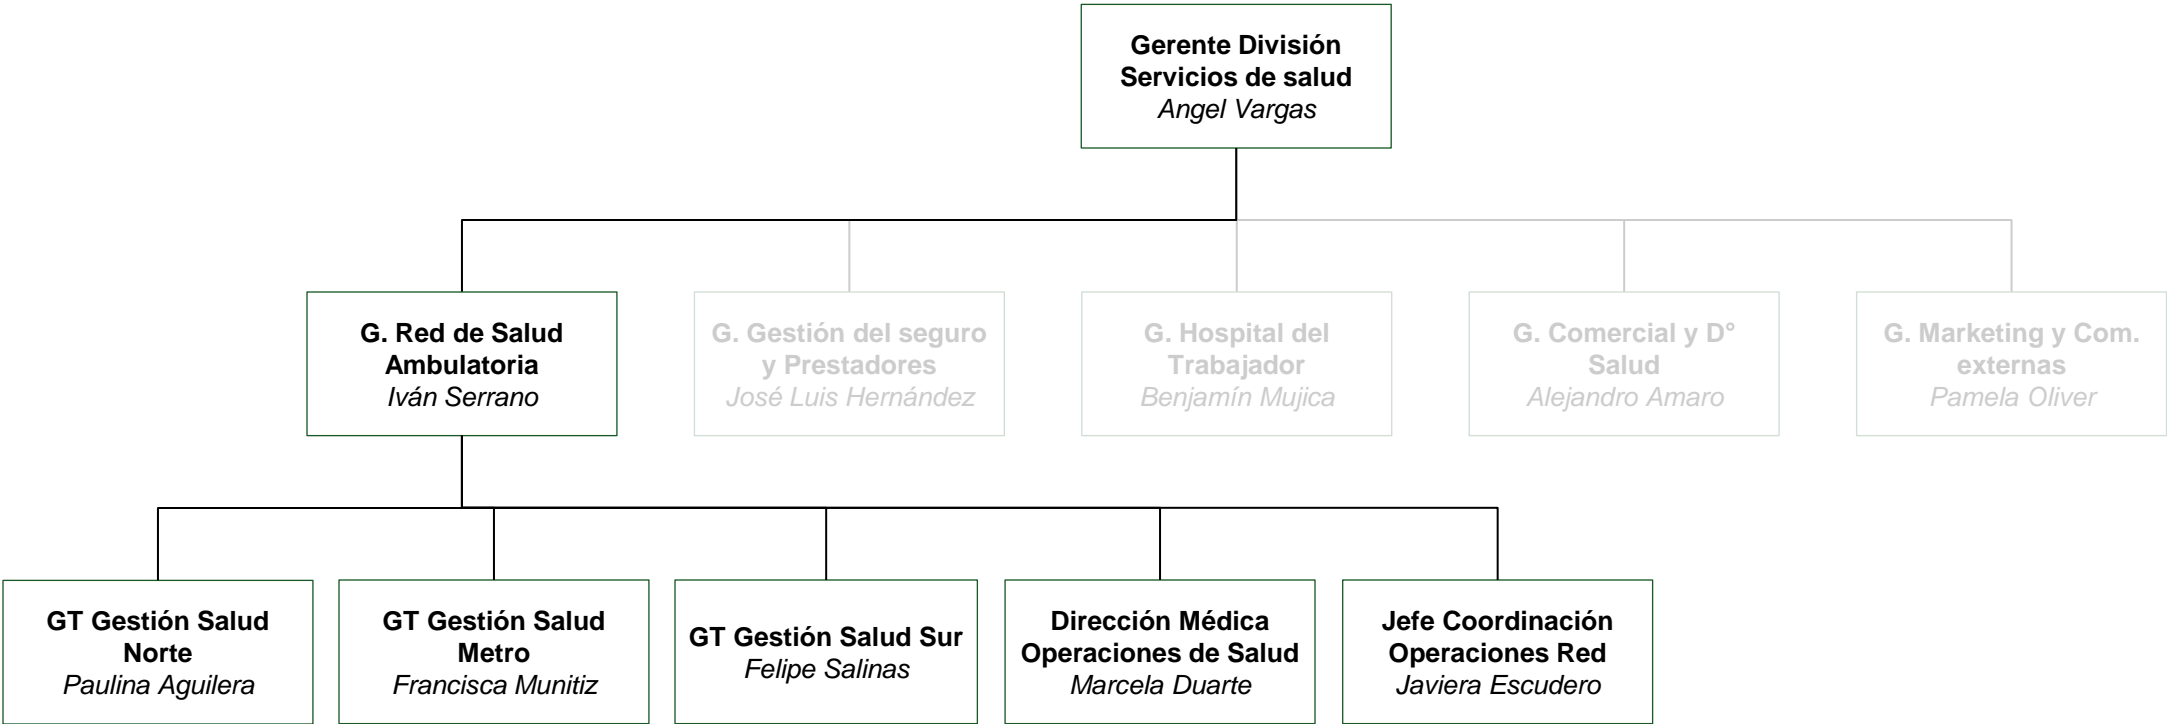 Gerente División
Servicios de salud
Angel Vargas
G. Red de Salud
Ambulatoria
Iván Serrano
G. Gestión del seguro
y Prestadores
José Luis Hernández
G. Hospital del
Trabajador
Benjamín Mujica
G. Comercial y D°
Salud
Alejandro Amaro
G. Marketing y Com.
externas
Pamela Oliver
GT Gestión Salud
Norte
Paulina Aguilera
GT Gestión Salud
Metro
Francisca Munitiz
GT Gestión Salud Sur
Felipe Salinas
Dirección Médica
Operaciones de Salud
Marcela Duarte
Jefe Coordinación
Operaciones Red
Javiera Escudero